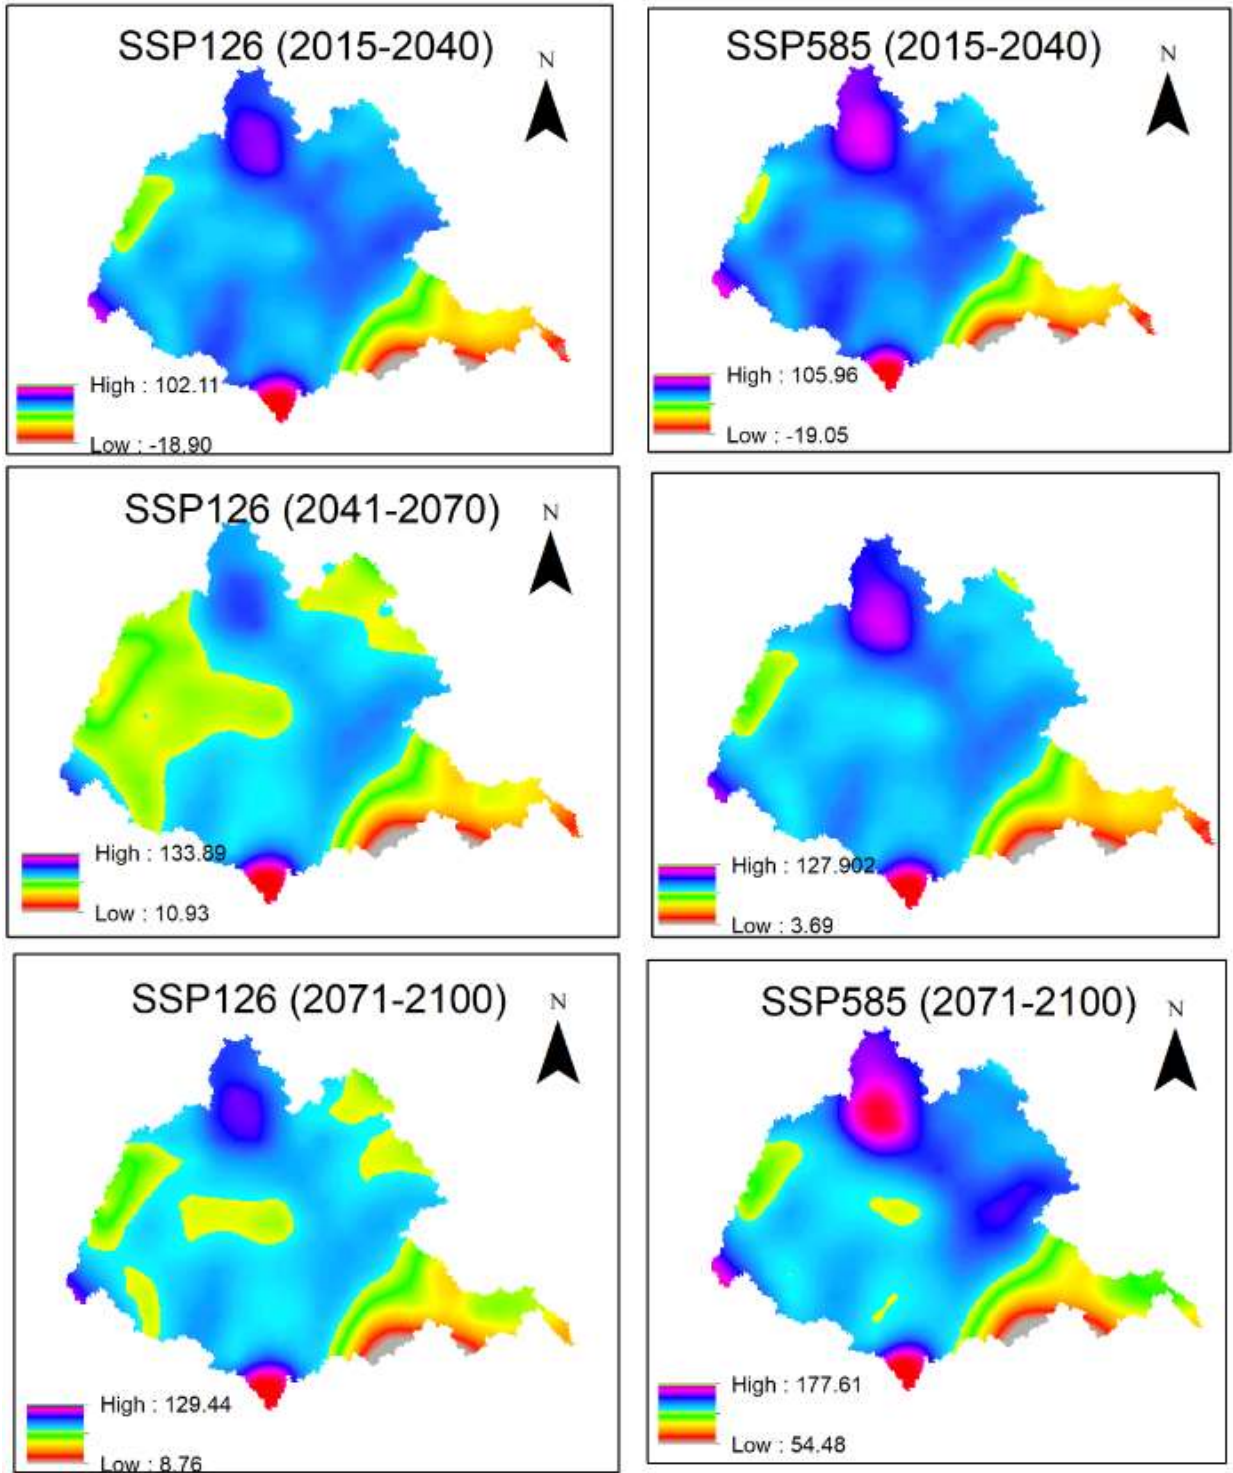 SSP126 (2015-2040)
N
High : 102.11
Low : -18.90
SSP585 (2015-2040)
N
High : 105.96
Low : -19.05
SSP126 (2041-2070)
N
High : 133.89
Low : 10.93
High : 127.902
Low : 3.69
SSP126 (2071-2100)
N
High : 129.44
Low : 8.76
SSP585 (2071-2100)
N
High : 177.61
Low : 54.48